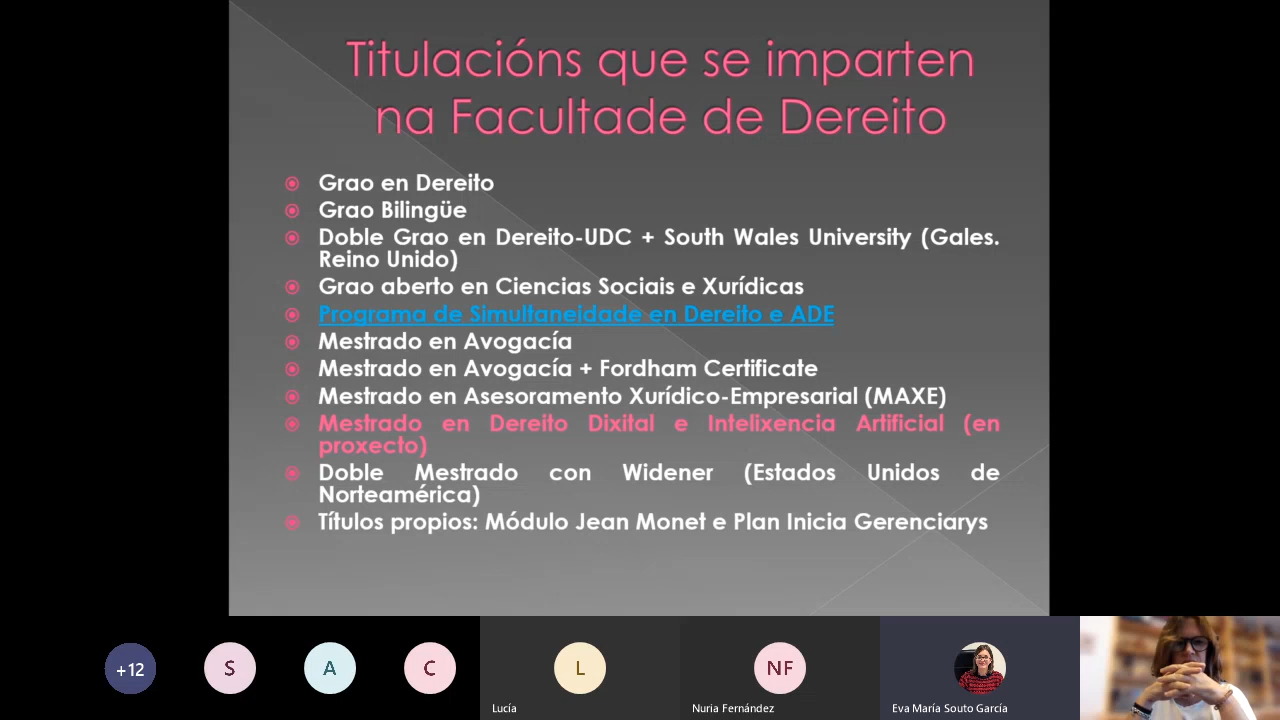 Titulacións que se imparten
na Facultade de Dereito
Grao en Dereito
Grao Bilingüe
Doble Grao en Dereito-UDC + South Wales University (Gales.
Reino Unido)
Grao aberto en Ciencias Sociais e Xurídicas
Programa de Simultaneidade en Dereito e ADE
Mestrado en Avogacía
Mestrado en Avogacía + Fordham Certificate
Mestrado en Asesoramento Xurídico-Empresarial (MAXE)
Mestrado en Dereito Dixital e Intelixencia Artificial (en
proxecto)
Doble Mestrado con Widener (Estados Unidos de
Norteamérica)
Títulos propios: Módulo Jean Monet e Plan Inicia Gerenciarys
+12
S
A
C
L
NF
Lucía
Nuria Fernández
Eva María Souto García